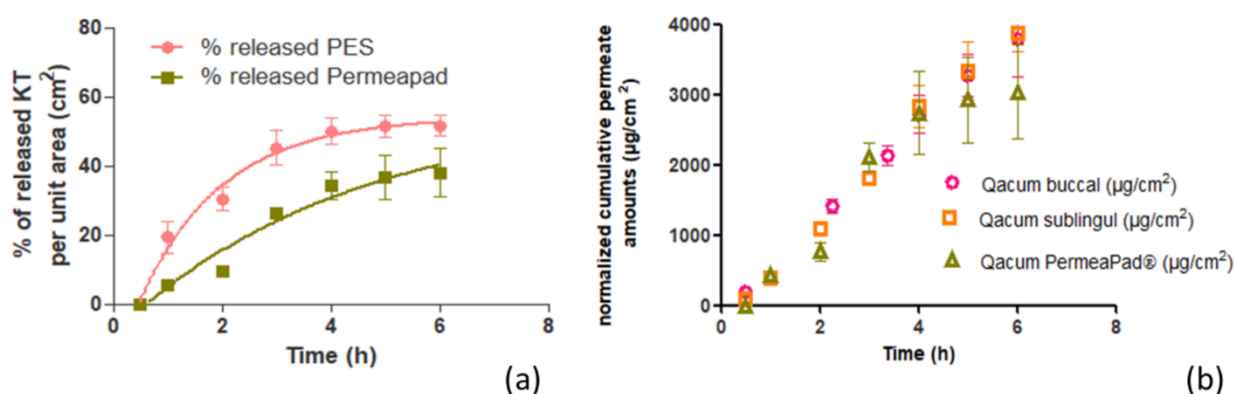 % of released KT
per unit area (cm²)
80
60
40
20
0
% released PES
% released Permeapad
0 2 4 6 8
Time (h)
(a)
normalized cumulative permeate
amounts (µg/cm²)
4000
3000
2000
1000
0
Qacum buccal (µg/cm²)
Qacum sublingul (µg/cm²)
Qacum PermeaPad® (µg/cm²)
0 2 4 6 8
Time (h)
(b)